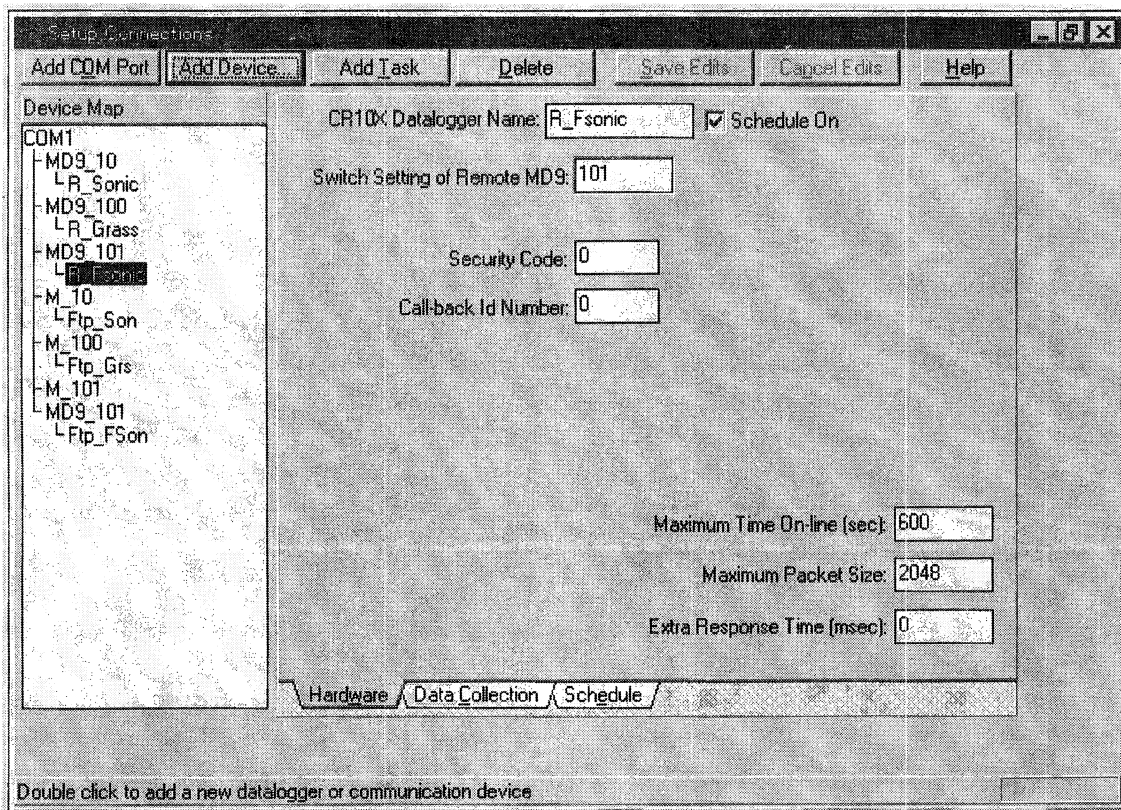 Setup Connections
Add COM Port Add Device... Add Task Delete Save Edits Cancel Edits Help
Device Map
COM1
MD9_10
R_Sonic
MD9_100
R_Grass
MD9_101
R_Fsonic
M_10
Ftp_Son
M_100
Ftp_Grs
M_101
MD9_101
Ftp_FSon
CR10X Datalogger Name: R_Fsonic Schedule On
Switch Setting of Remote MD9: 101
Security Code: 0
Call-back Id Number: 0
Maximum Time On-line (sec): 600
Maximum Packet Size: 2048
Extra Response Time (msec): 0
Hardware Data Collection Schedule
Double click to add a new datalogger or communication device